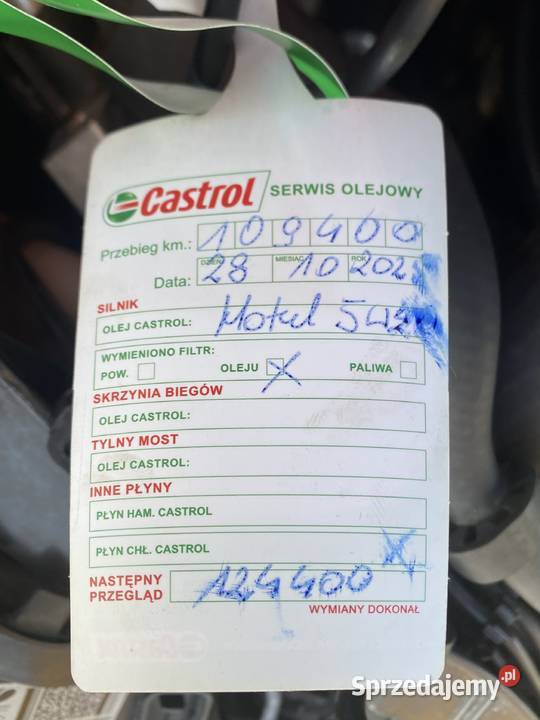 Castrol SERWIS OLEJOWY
Przebieg km.: 109400
DZIEŃ MIESIĄC ROK
Data: 28 10
SILNIK
OLEJ CASTROL: Motul
WYMIENIONO FILTR:
POW. OLEJU X PALIWA
SKRZYNIA BIEGÓW
OLEJ CASTROL:
TYLNY MOST
OLEJ CASTROL:
INNE PŁYNY
PŁYN HAM. CASTROL
PŁYN CHŁ. CASTROL X
NASTĘPNY PRZEGLĄD 124400
WYMIANY DOKONAŁ
Sprzedajemy.pl